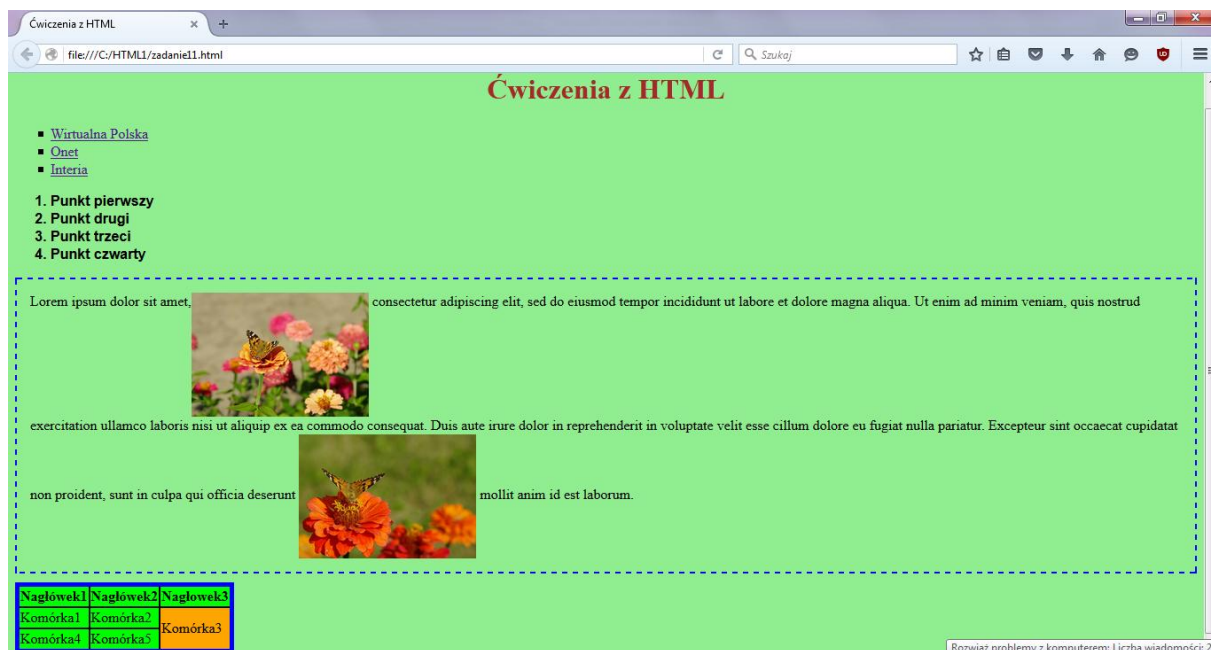 Ćwiczenia z HTML
file:///C:/HTML1/zadanie11.html
Szukaj
Ćwiczenia z HTML
Wirtualna Polska
Onet
Interia
1. Punkt pierwszy
2. Punkt drugi
3. Punkt trzeci
4. Punkt czwarty
Lorem ipsum dolor sit amet, consectetur adipiscing elit, sed do eiusmod tempor incididunt ut labore et dolore magna aliqua. Ut enim ad minim veniam, quis nostrud
exercitation ullamco laboris nisi ut aliquip ex ea commodo consequat. Duis aute irure dolor in reprehenderit in voluptate velit esse cillum dolore eu fugiat nulla pariatur. Excepteur sint occaecat cupidatat
non proident, sunt in culpa qui officia deserunt mollit anim id est laborum.
Nagłówek1 Nagłówek2 Nagłowek3
Komórka1 Komórka2
Komórka3
Komórka4 Komórka5
Rozwiąż problemy z komputerem: Liczba wiadomości: 2